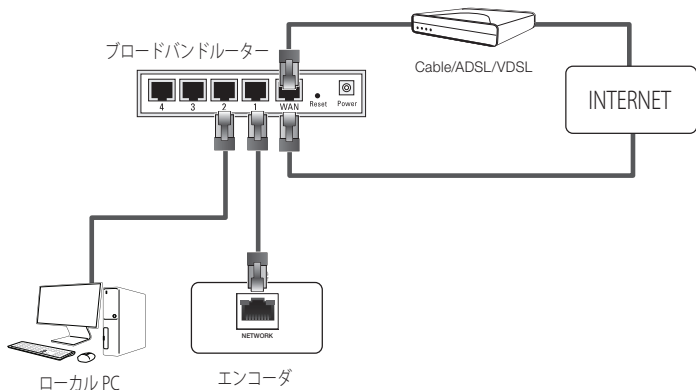 ブロードバンドルーター
Cable/ADSL/VDSL
INTERNET
4 3 2 1 WAN Reset Power
NETWORK
ローカル PC
エンコーダ